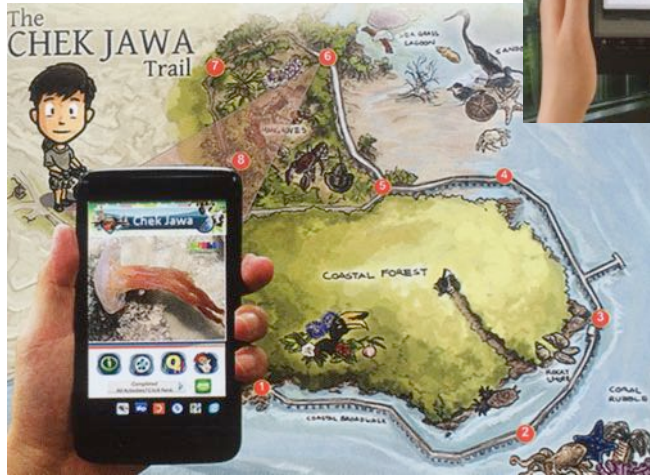 The
CHEK JAWA
Trail
7
6
SEA GRASS
LAGOON
MANGROVES
8
5
4
COASTAL FOREST
3
1
2
ROCKY
SHORE
CORAL
RUBBLE
COASTAL BOARDWALK
Chek Jawa
Completed